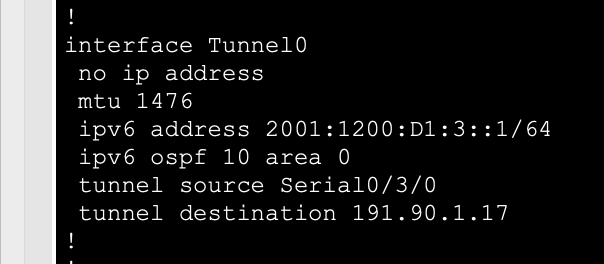 !
interface Tunnel0
 no ip address
 mtu 1476
 ipv6 address 2001:1200:D1:3::1/64
 ipv6 ospf 10 area 0
 tunnel source Serial0/3/0
 tunnel destination 191.90.1.17
!
!